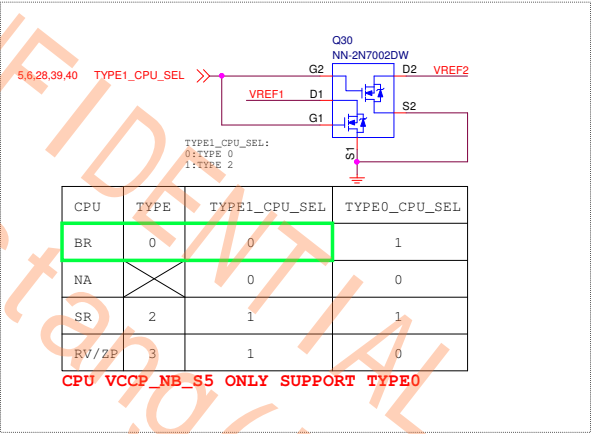 Q30
NN-2N7002DW
5,6,28,39,40 TYPE1_CPU_SEL G2 D2 VREF2
VREF1 D1
S2
G1
TYPE1_CPU_SEL:
0:TYPE 0
1:TYPE 2
S1
CPU TYPE TYPE1_CPU_SEL TYPE0_CPU_SEL
BR 0 0 1
NA 0 0
SR 2 1 1
RV/ZP 3 1 0
CPU VCCP_NB_S5 ONLY SUPPORT TYPE0